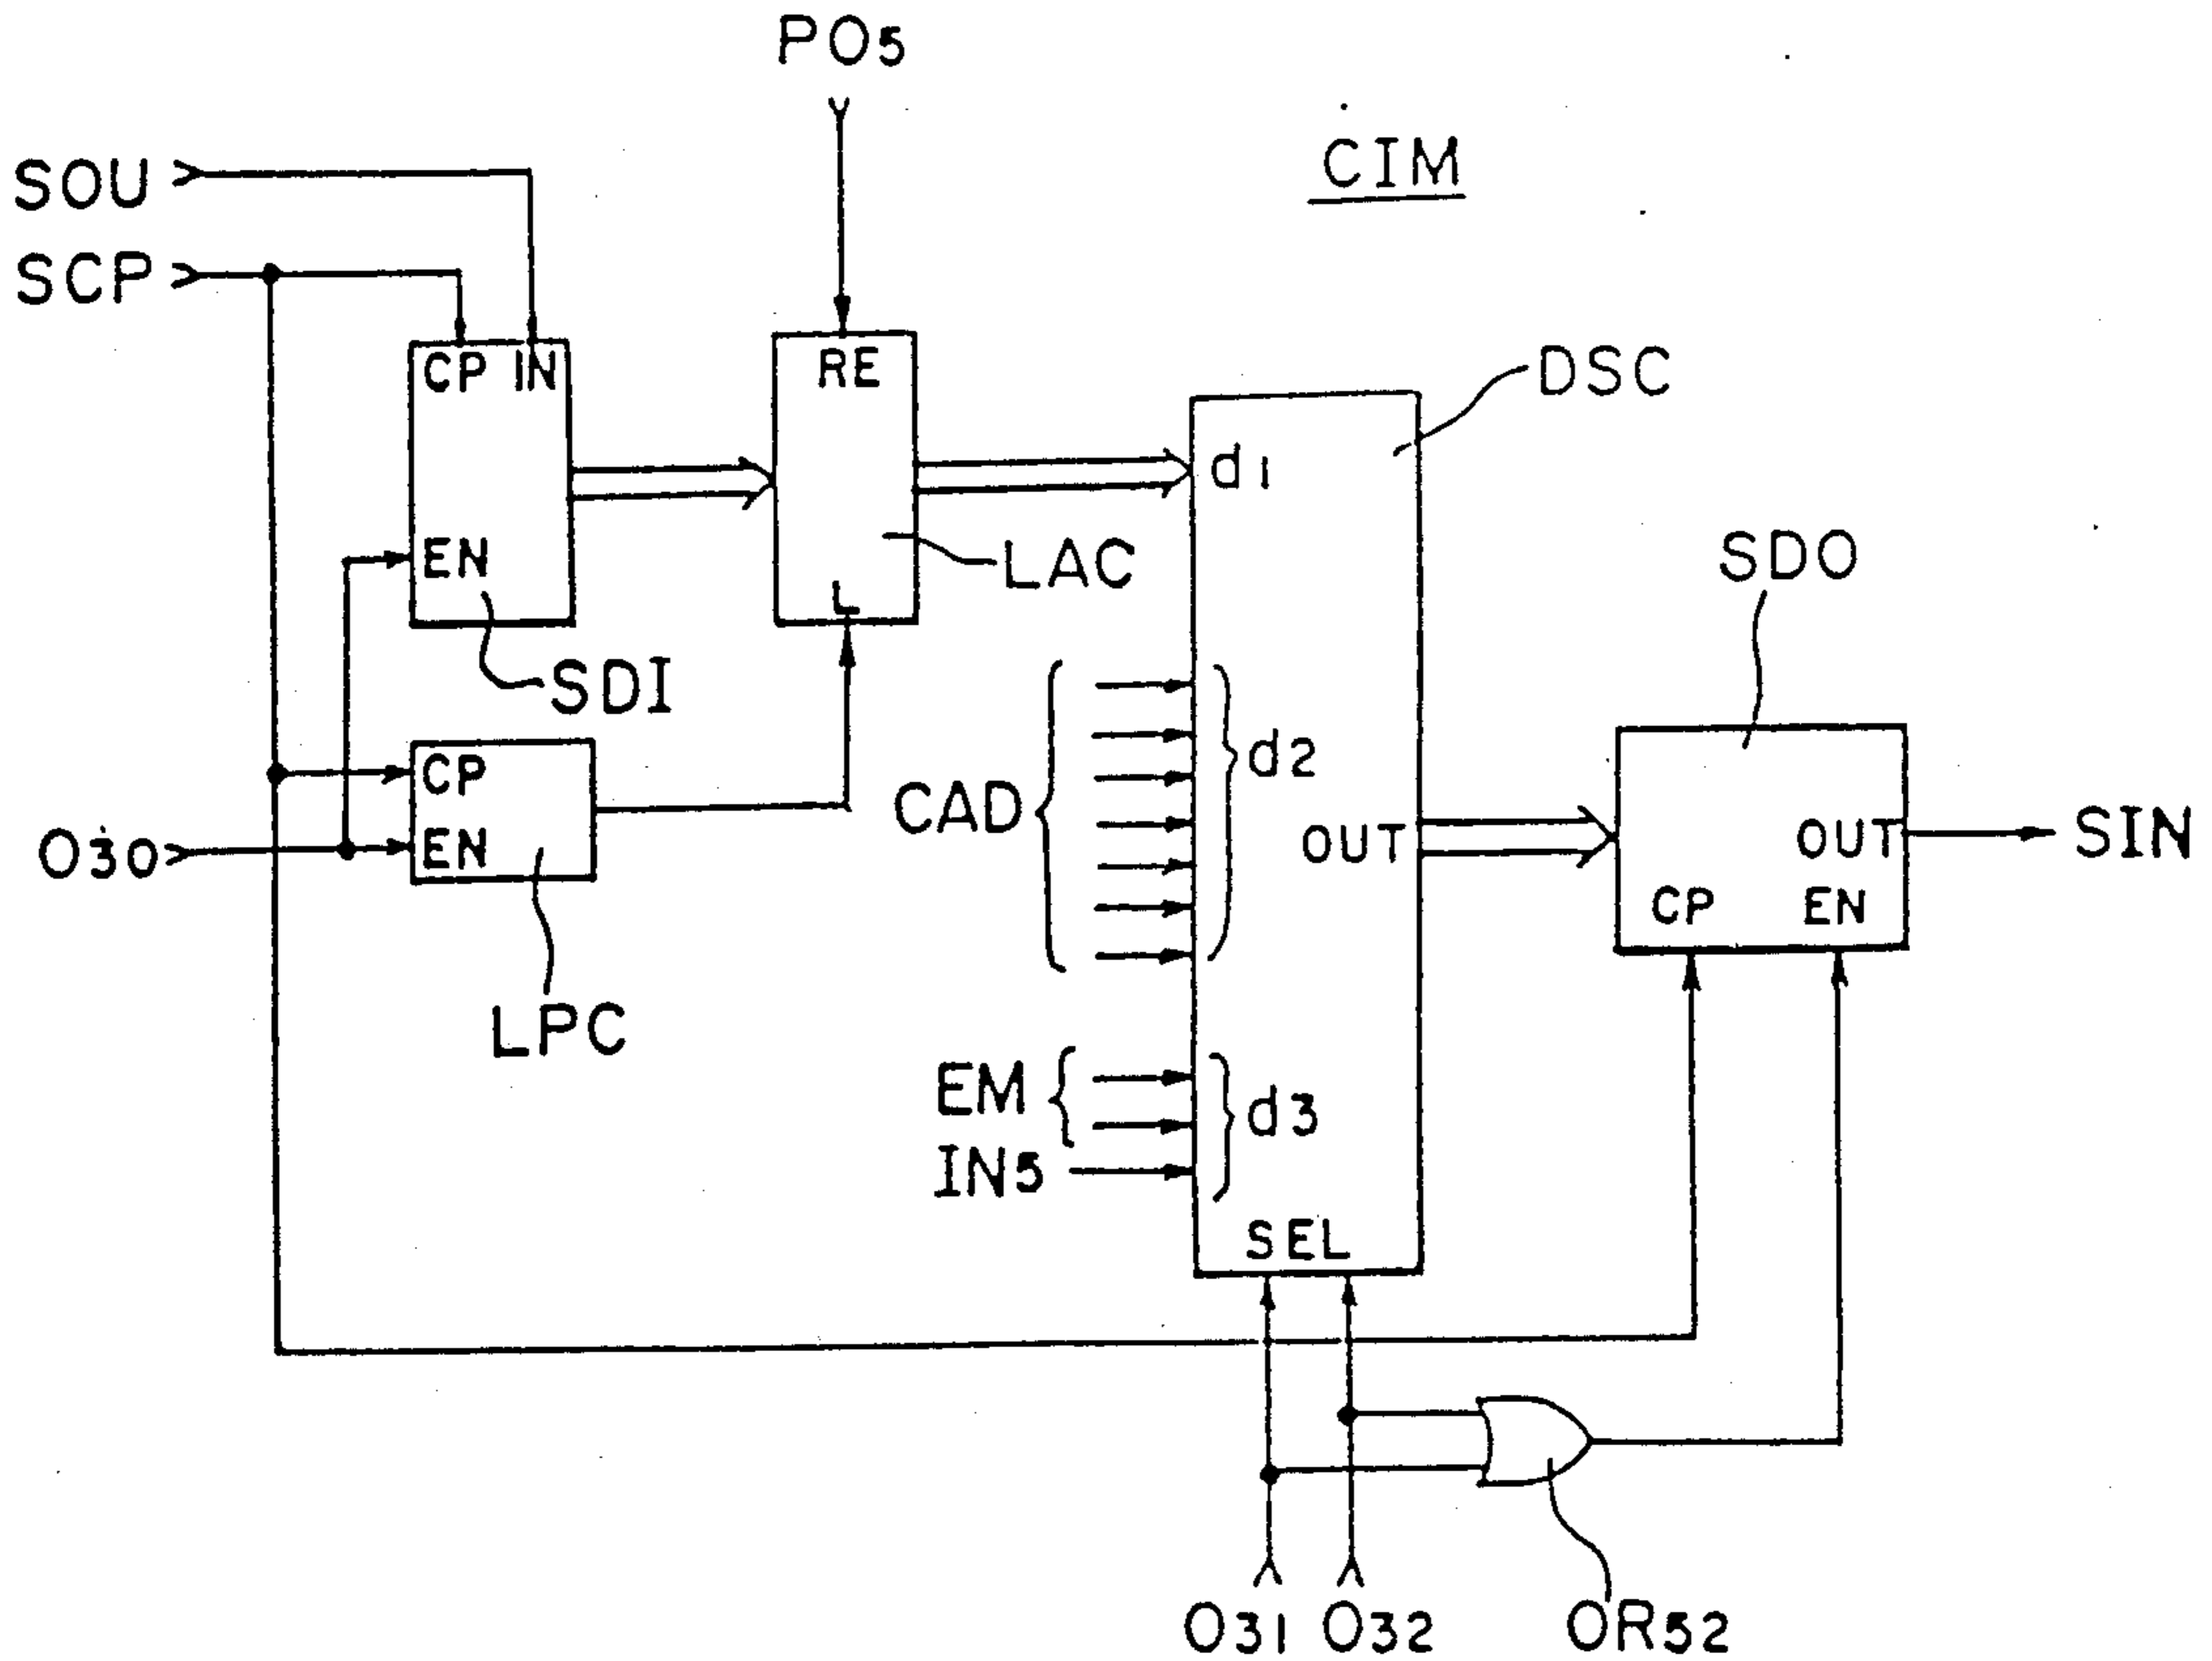 PO5
CIM
SOU
SCP
CP IN
RE
DSC
d1
EN
LAC
SDO
SDI
CP
d2
CAD
O30
EN
OUT
OUT
SIN
CP
EN
LPC
EM
d3
IN5
L
SEL
O31
O32
OR52